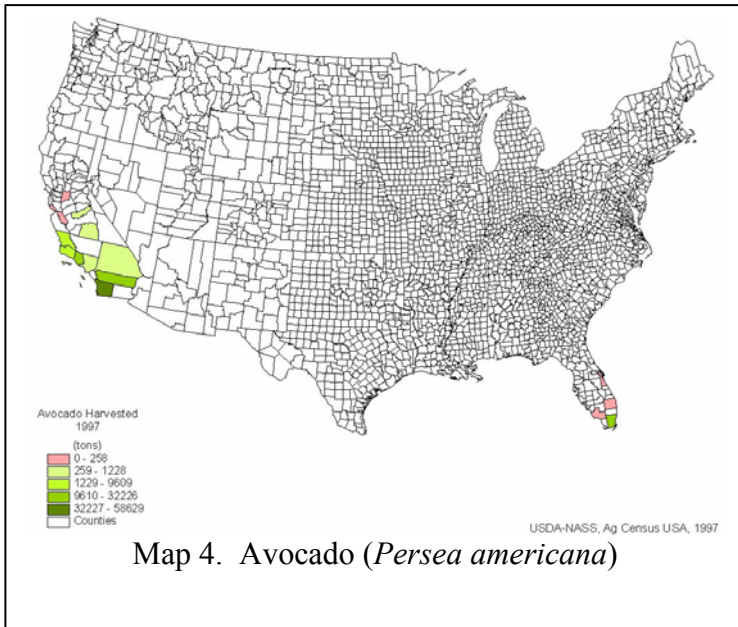 Avocado Harvested
1997
(tons)
0 - 258
259 - 1228
1229 - 9609
9610 - 32226
32227 - 58629
Counties
USDA-NASS, Ag Census USA, 1997
Map 4. Avocado (Persea americana)